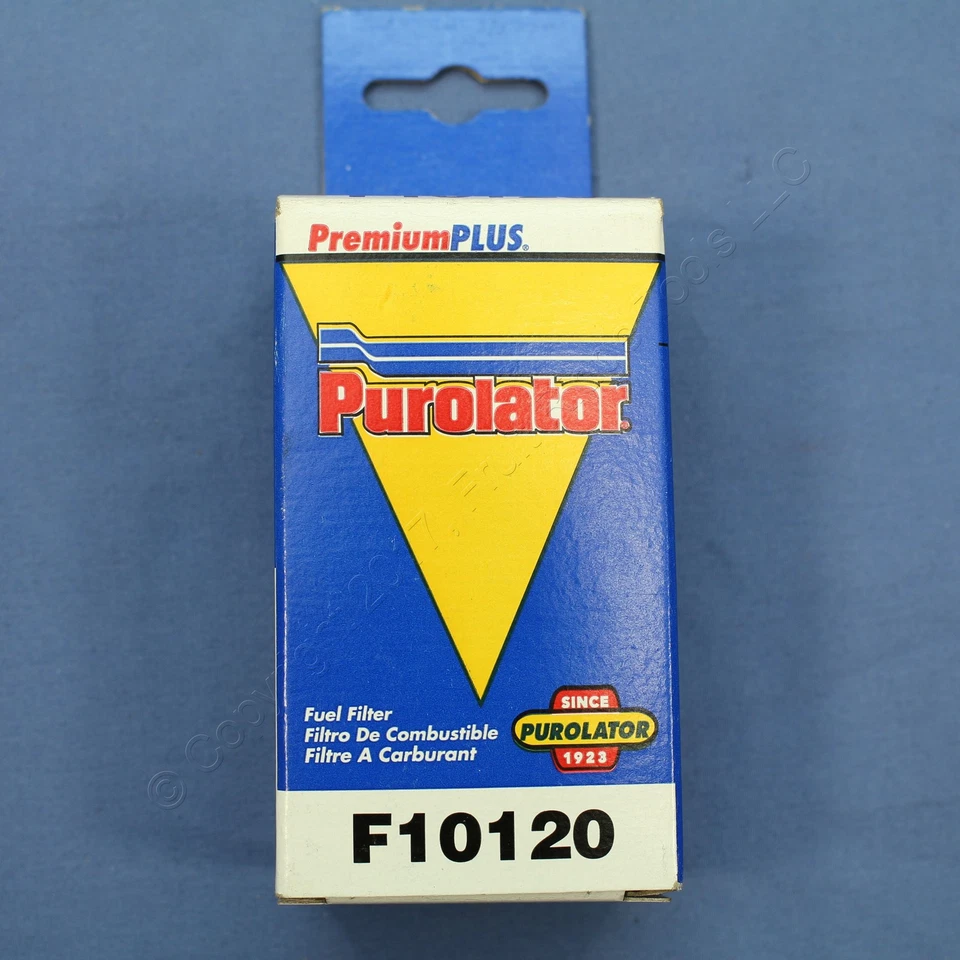 PremiumPLUS®
Purolator®
Fuel Filter
Filtro De Combustible
Filtre A Carburant
SINCE
PUROLATOR
1923
F10120